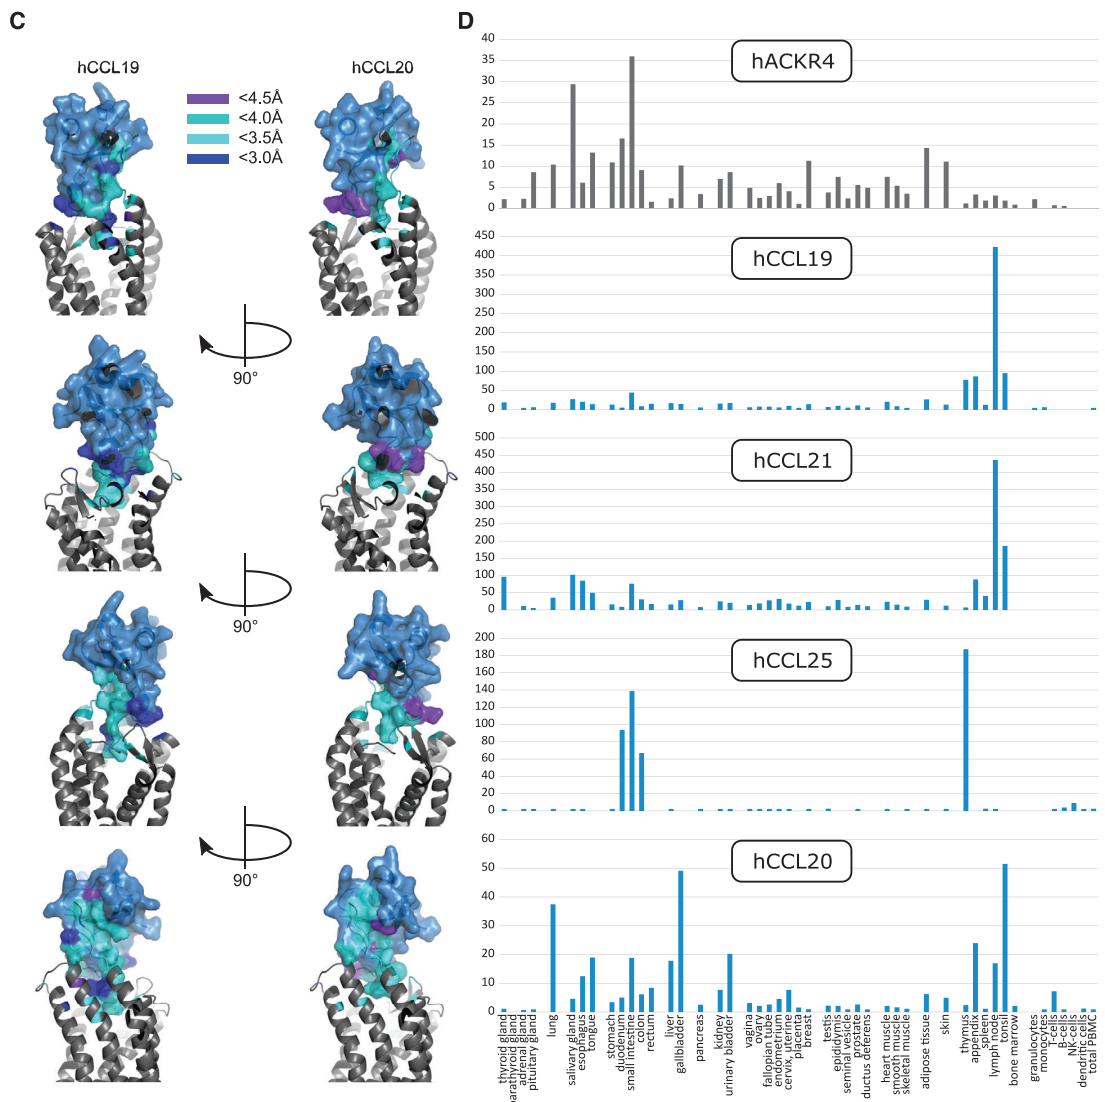 C
hCCL19
hCCL20
<4.5Å
<4.0Å
<3.5Å
<3.0Å
90°
90°
90°
D
hACKR4
40
35
30
25
20
15
10
5
0
hCCL19
450
400
350
300
250
200
150
100
50
0
hCCL21
500
450
400
350
300
250
200
150
100
50
0
hCCL25
200
180
160
140
120
100
80
60
40
20
0
hCCL20
60
50
40
30
20
10
0
thyroid gland
parathyroid gland
adrenal gland
pituitary gland
lung
salivary gland
esophagus
tongue
stomach
duodenum
small intestine
colon
rectum
liver
gallbladder
pancreas
kidney
urinary bladder
vagina
ovary
fallopian tube
endometrium
cervix, uterine
placenta
breast
testis
epididymis
seminal vesicle
prostate
ductus deferens
heart muscle
smooth muscle
skeletal muscle
adipose tissue
skin
thymus
appendix
spleen
lymph node
tonsil
bone marrow
granulocytes
monocytes
T-cells
B-cells
NK-cells
dendritic cells
total PBMC